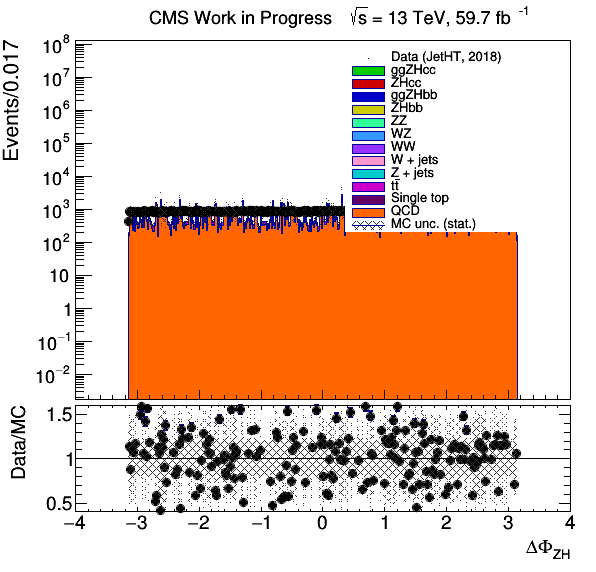 CMS Work in Progress √s = 13 TeV, 59.7 fb⁻¹
Events/0.017
10⁸
10⁷
10⁶
10⁵
10⁴
10³
10²
10
1
10⁻¹
10⁻²
Data (JetHT, 2018)
ggZHcc
ZHcc
ggZHbb
ZHbb
ZZ
WZ
WW
W + jets
Z + jets
tt̄
Single top
QCD
MC unc. (stat.)
Data/MC
1.5
1
0.5
−4 −3 −2 −1 0 1 2 3 4
ΔΦ_ZH